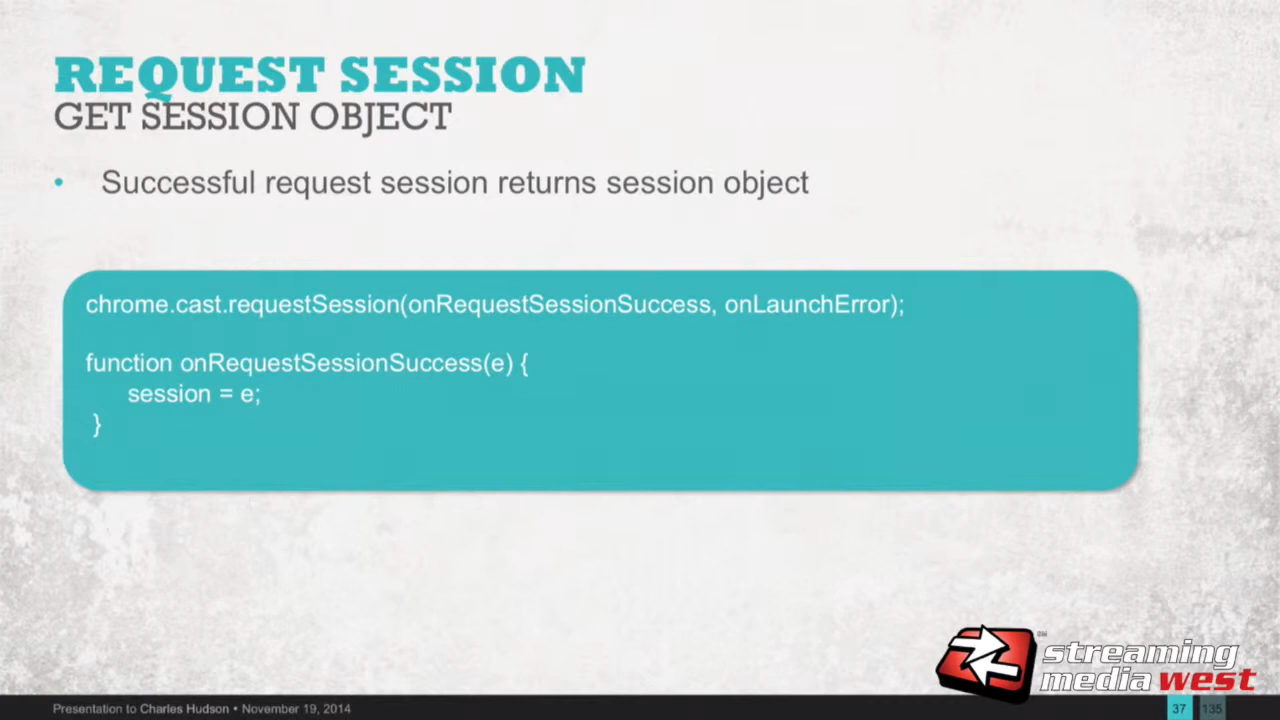 REQUEST SESSION
GET SESSION OBJECT
• Successful request session returns session object
chrome.cast.requestSession(onRequestSessionSuccess, onLaunchError);
function onRequestSessionSuccess(e) {
session = e;
}
SM
streaming
media west
Presentation to Charles Hudson • November 19, 2014
37 135